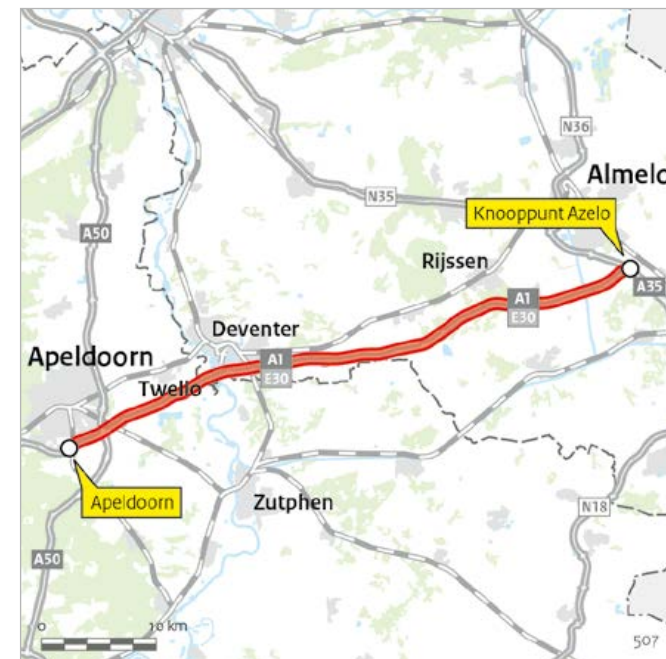 N36
Almelo
Knooppunt Azelo
N35
A50
Rijssen
A35
A1
E30
Deventer
Apeldoorn
A1
E30
Twello
Apeldoorn
Zutphen
N18
A50
0
10 km
507